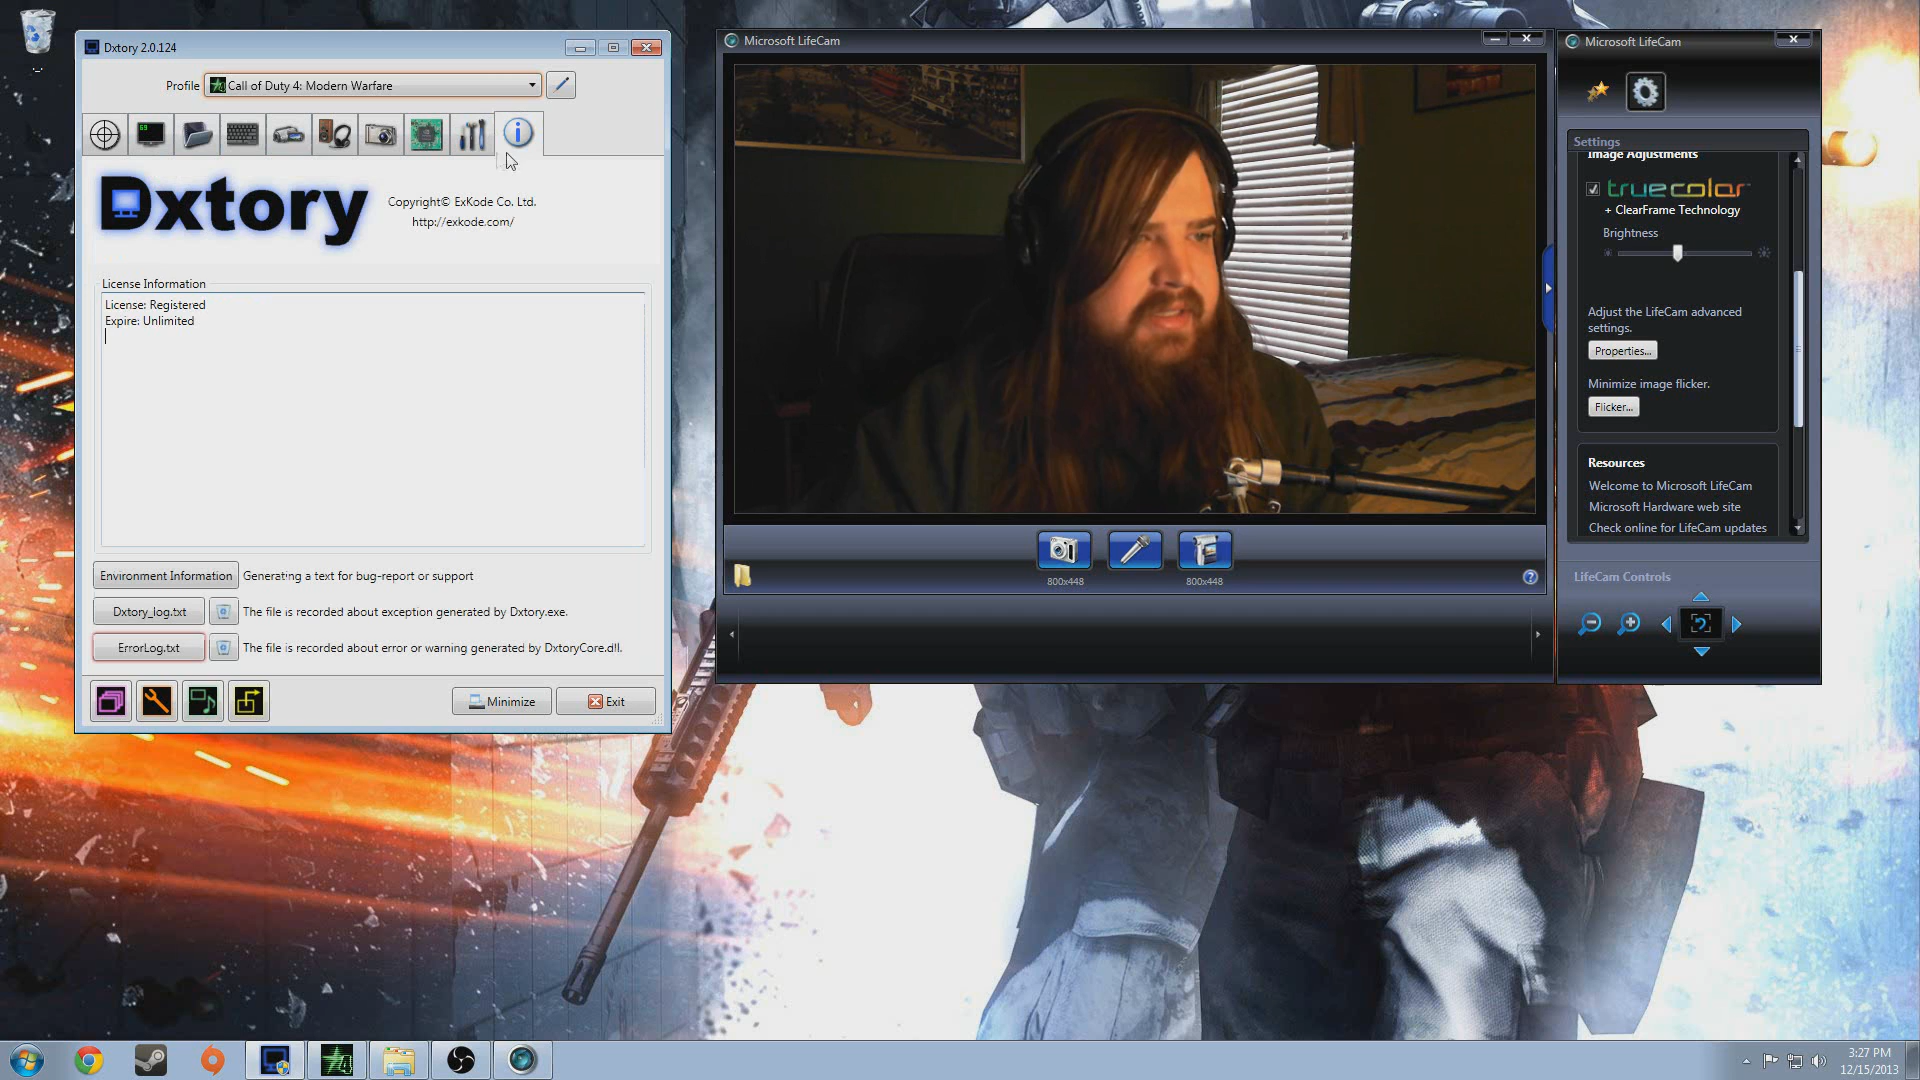 Dxtory 2.0.124
Profile
Call of Duty 4: Modern Warfare
69
Dxtory
Copyright© ExKode Co. Ltd.
http://exkode.com/
License Information
License: Registered
Expire: Unlimited
Environment Information
Generating a text for bug-report or support
Dxtory_log.txt
The file is recorded about exception generated by Dxtory.exe.
ErrorLog.txt
The file is recorded about error or warning generated by DxtoryCore.dll.
Minimize
Exit
Microsoft LifeCam
800x448
800x448
Microsoft LifeCam
Settings
Image Adjustments
truecolor
+ ClearFrame Technology
Brightness
Adjust the LifeCam advanced
settings.
Properties...
Minimize image flicker.
Flicker...
Resources
Welcome to Microsoft LifeCam
Microsoft Hardware web site
Check online for LifeCam updates
LifeCam Controls
4
3:27 PM
12/15/2013